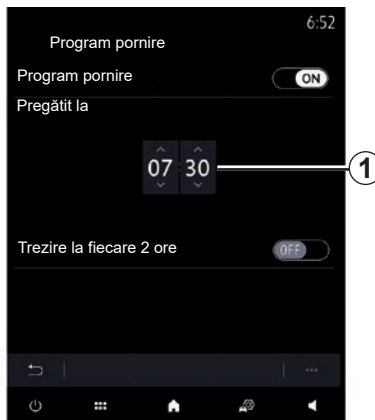 6:52
Program pornire
Program pornire ON
Pregătit la
07 30
1
Trezire la fiecare 2 ore OFF